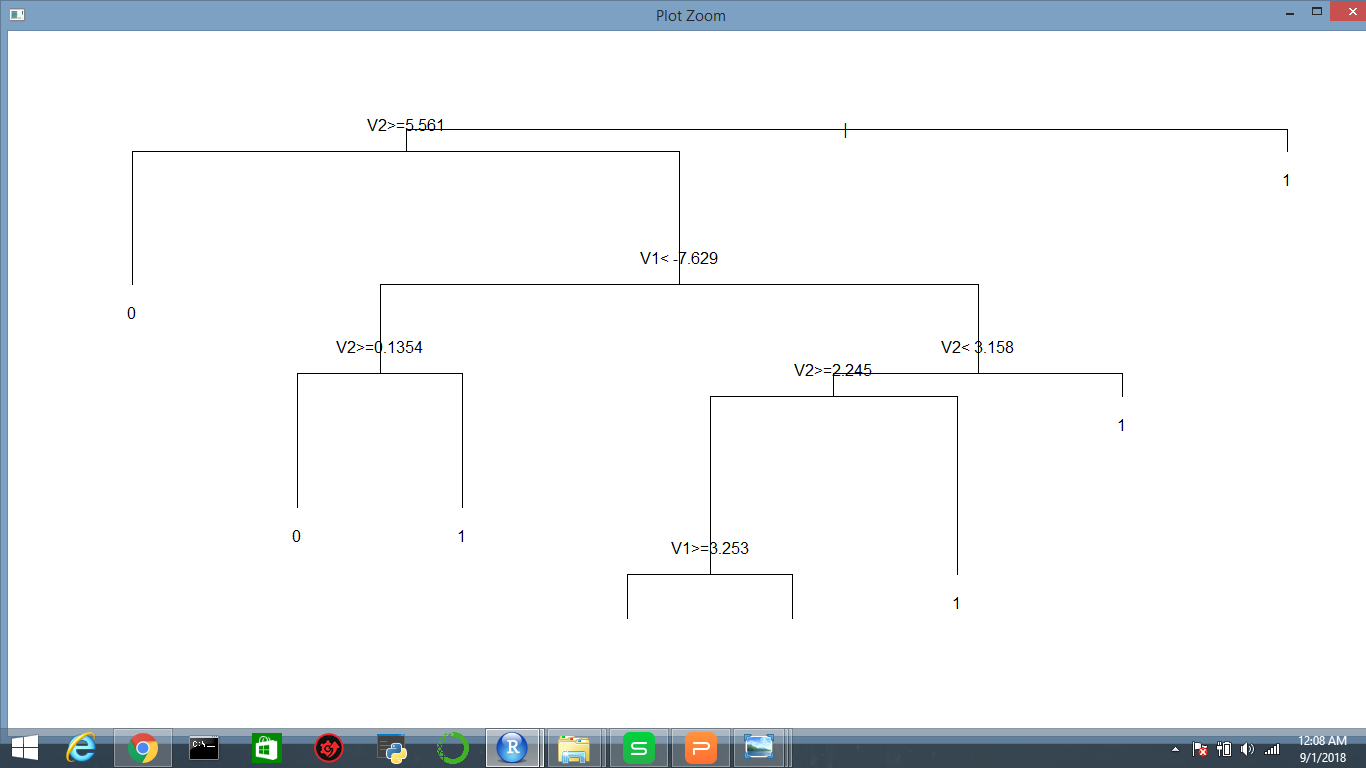 Plot Zoom
V2>=5.561
1
V1< -7.629
0
V2>=0.1354
V2< 3.158
V2>=2.245
1
0
1
V1>=3.253
1
C:\_
R
S
P
12:08 AM
9/1/2018